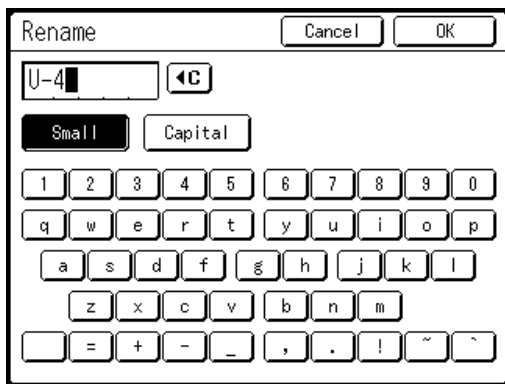 Rename Cancel OK
U-4 C
Small Capital
1 2 3 4 5 6 7 8 9 0
q w e r t y u i o p
a s d f g h j k l
z x c v b n m
= + - _ , . ! ~ `